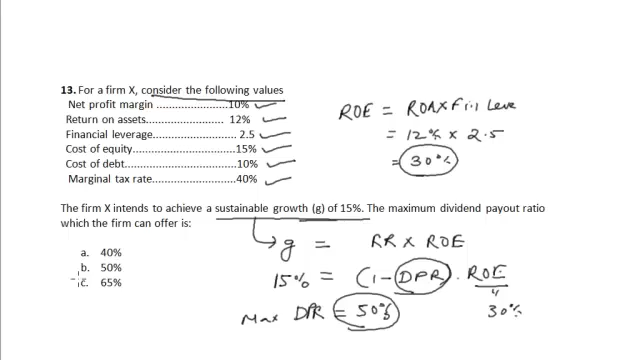 13. For a firm X, consider the following values
Net profit margin .......................10%
Return on assets....................... 12%
Financial leverage......................... 2.5
Cost of equity.................................15%
Cost of debt...................................10%
Marginal tax rate............................40%
ROE = ROA x Fin Leve
= 12% x 2.5
= 30%
The firm X intends to achieve a sustainable growth (g) of 15%. The maximum dividend payout ratio
which the firm can offer is:
a. 40%
b. 50%
c. 65%
g = RR x ROE
15% = (1 - DPR) . ROE
30%
Max DPR = 50%